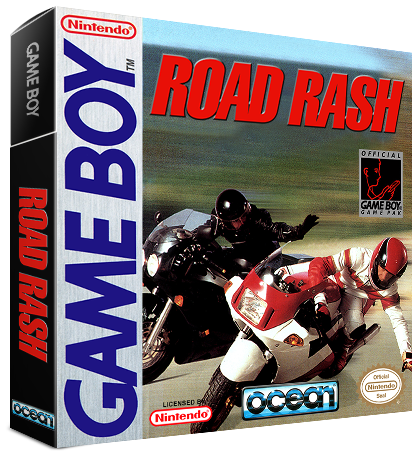 GAME BOY
ROAD RASH
ocean
Nintendo
GAME BOY™
ROAD RASH
OFFICIAL
GAME BOY
GAME PAK
LICENSED BY
Nintendo
ocean
Official
Nintendo
Seal